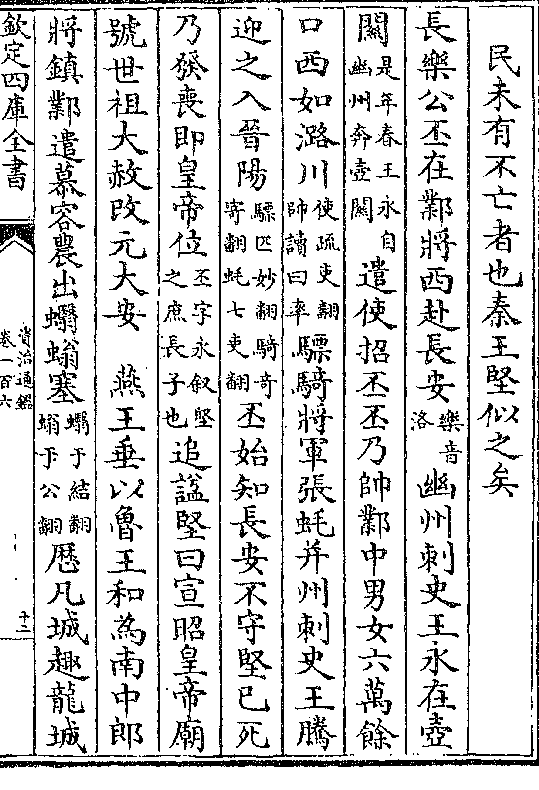 民未有不亡者也秦王堅似之矣
長樂公丕在鄴將西赴長安樂音洛幽州刺史王永在壺
關是年春王永自幽州奔壺關遣使招丕丕乃帥鄴中男女六萬餘
口西如潞川使疏吏翻帥讀曰率驃騎將軍張蚝并州刺史王騰
迎之入晉陽驃匹妙翻騎奇寄翻蚝七吏翻丕始知長安不守堅已死
乃發喪即皇帝位丕字永叙堅之庶長子也追諡堅曰宣昭皇帝廟
號世祖大赦改元大安　燕王垂以魯王和為南中郎
將鎮鄴遣慕容農出蠮螉塞蠮于結翻螉于公翻歷凡城趣龍城
欽定四庫全書
資治通鑑
卷一百六
十二